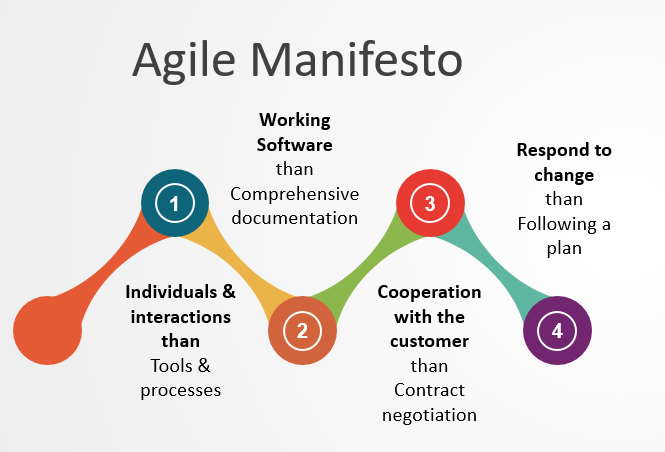 Agile Manifesto
1
Individuals &
interactions
than
Tools &
processes
Working
Software
than
Comprehensive
documentation
2
3
Cooperation
with the
customer
than
Contract
negotiation
Respond to
change
than
Following a
plan
4